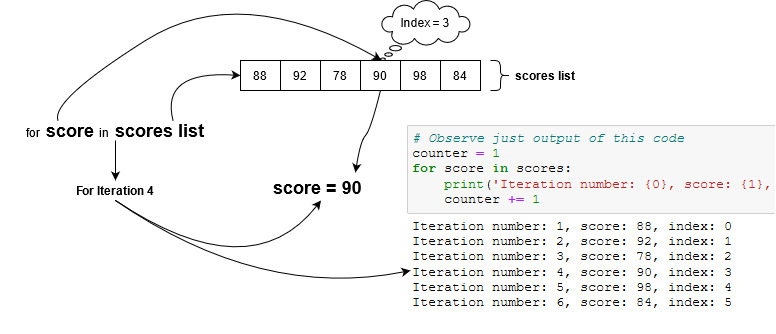 Index = 3
88 92 78 90 98 84
scores list
for score in scores list
For Iteration 4
score = 90
# Observe just output of this code
counter = 1
for score in scores:
    print('Iteration number: {0}, score: {1},
    counter += 1
Iteration number: 1, score: 88, index: 0
Iteration number: 2, score: 92, index: 1
Iteration number: 3, score: 78, index: 2
Iteration number: 4, score: 90, index: 3
Iteration number: 5, score: 98, index: 4
Iteration number: 6, score: 84, index: 5